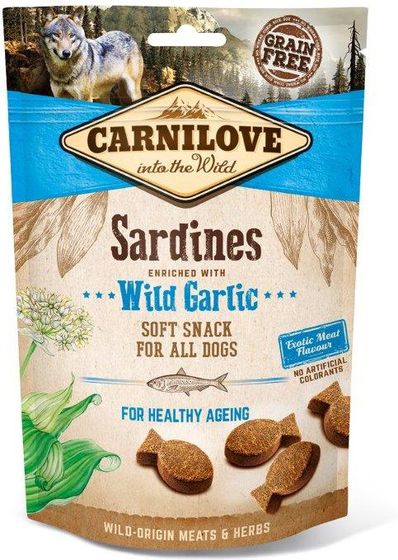 GRAIN
FREE
CARNILOVE
into the Wild
Sardines
ENRICHED WITH
Wild Garlic
SOFT SNACK
FOR ALL DOGS
Exotic Meat
Flavour
NO ARTIFICIAL
COLORANTS
FOR HEALTHY AGEING
WILD-ORIGIN MEATS & HERBS